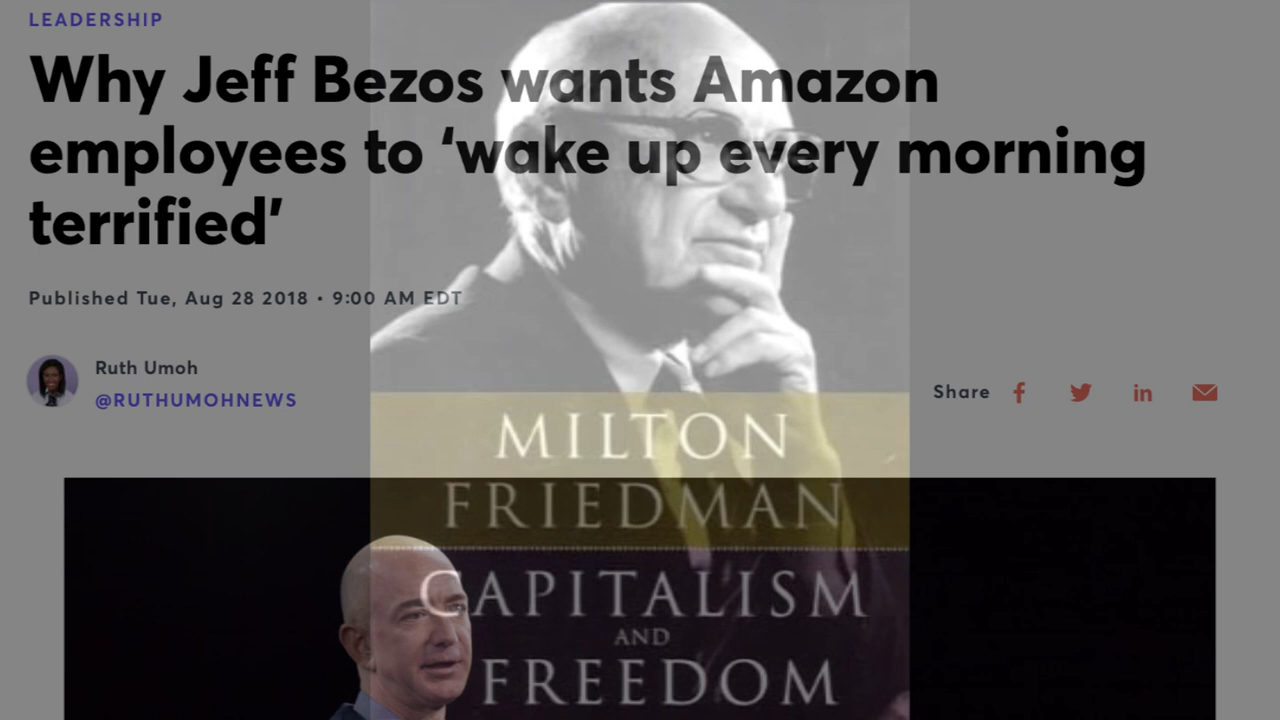 LEADERSHIP
Why Jeff Bezos wants Amazon
employees to ‘wake up every morning
terrified’
Published Tue, Aug 28 2018 • 9:00 AM EDT
Ruth Umoh
@RUTHUMOHNEWS
Share
MILTON
FRIEDMAN
CAPITALISM
AND
FREEDOM